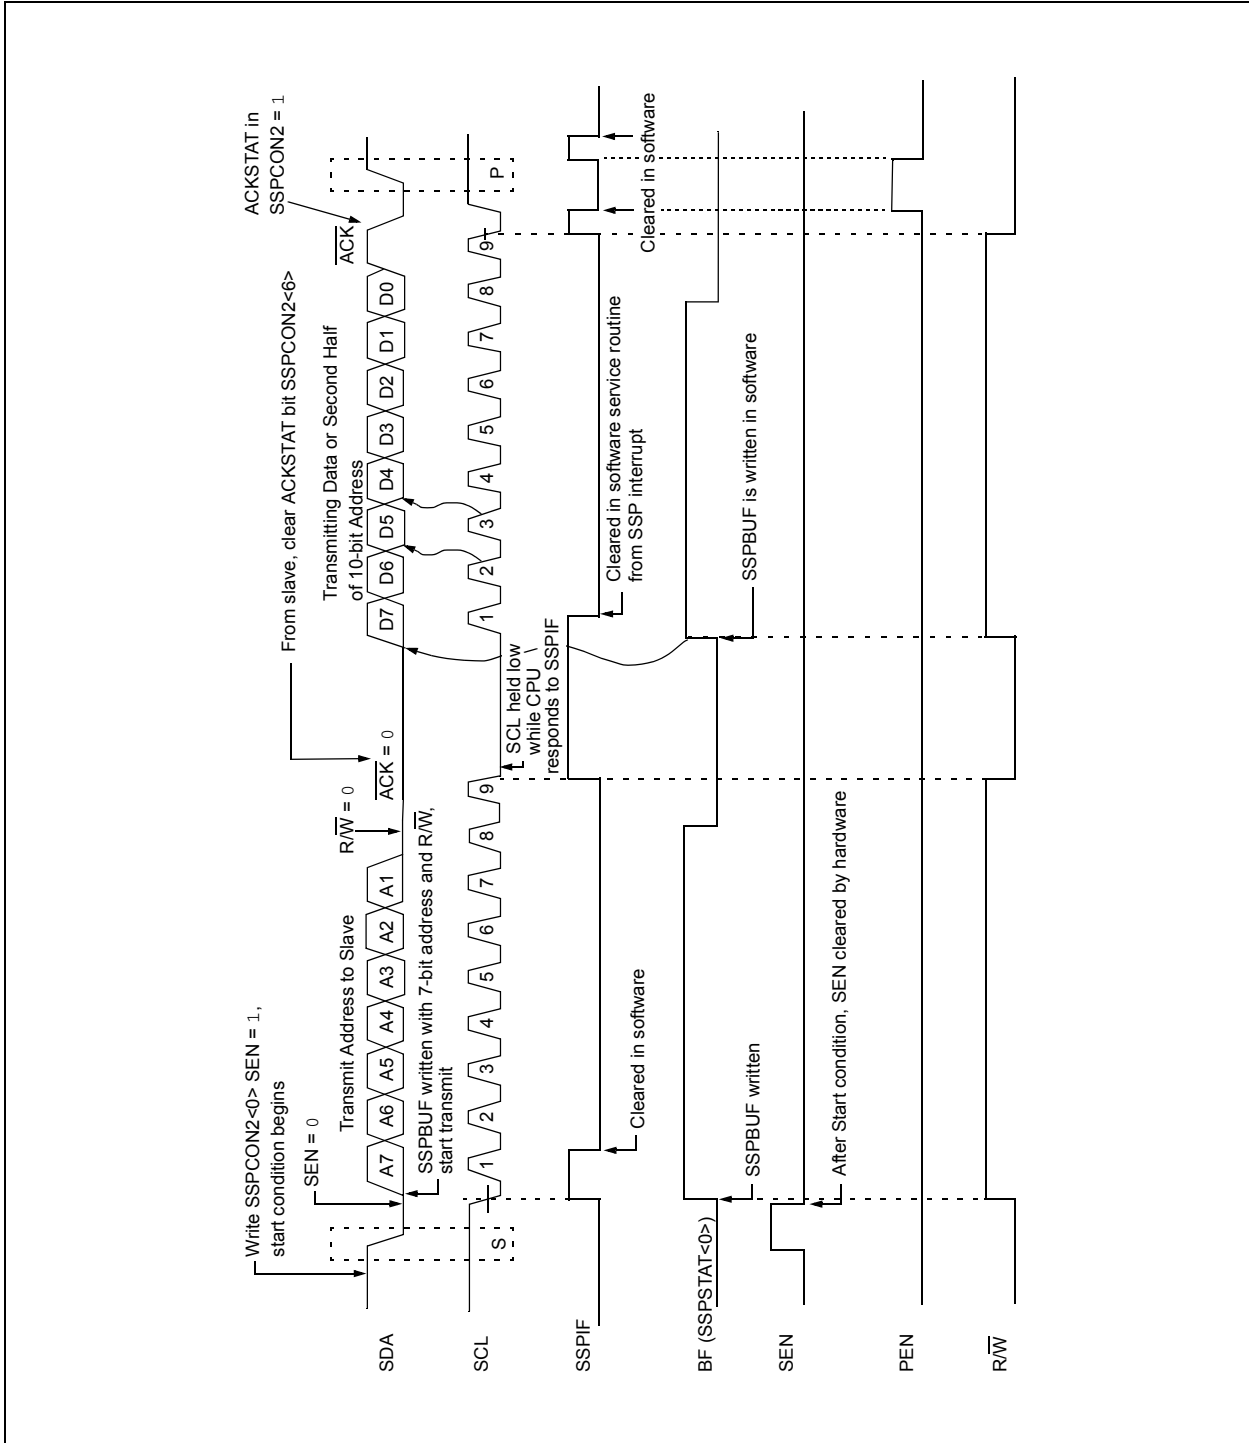 Write SSPCON2<0> SEN = 1,
start condition begins
SEN = 0
Transmit Address to Slave
R/W = 0
ACK = 0
From slave, clear ACKSTAT bit SSPCON2<6>
Transmitting Data or Second Half
of 10-bit Address
ACKSTAT in
SSPCON2 = 1
ACK
SDA
A7 A6 A5 A4 A3 A2 A1
D7 D6 D5 D4 D3 D2 D1 D0
SSPBUF written with 7-bit address and R/W,
start transmit
SCL
S
1 2 3 4 5 6 7 8 9
1 2 3 4 5 6 7 8 9
P
SCL held low
while CPU
responds to SSPIF
SSPIF
Cleared in software
Cleared in software service routine
from SSP interrupt
Cleared in software
BF (SSPSTAT<0>)
SSPBUF written
SSPBUF is written in software
SEN
After Start condition, SEN cleared by hardware
PEN
R/W